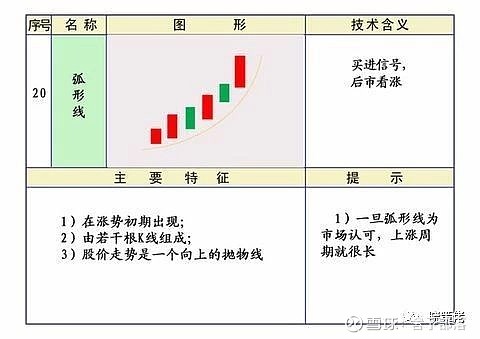 序号 名称 图形 技术含义
20
弧形线
买进信号，
后市看涨
主要特征 提示
1）在涨势初期出现；
2）由若干根K线组成；
3）股价走势是一个向上的抛物线
1）一旦弧形线为
市场认可，上涨周
期就很长
雪球